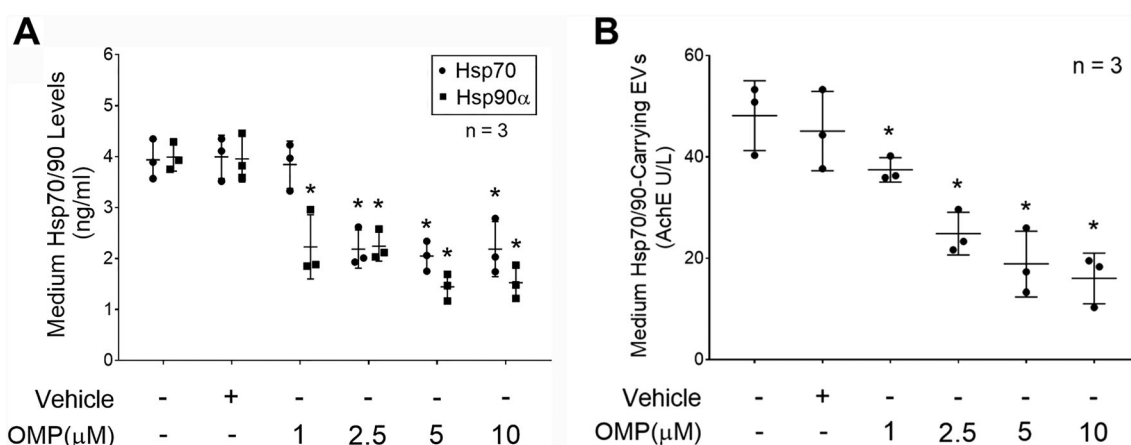 A
Medium Hsp70/90 Levels
(ng/ml)
6
5
4
3
2
1
0
Hsp70
Hsp90α
n = 3
*
* *
* *
* *
Vehicle - + - - - -
OMP(μM) - - 1 2.5 5 10
B
Medium Hsp70/90-Carrying EVs
(AchE U/L)
60
40
20
0
n = 3
*
*
*
*
Vehicle - + - - - -
OMP(μM) - - 1 2.5 5 10